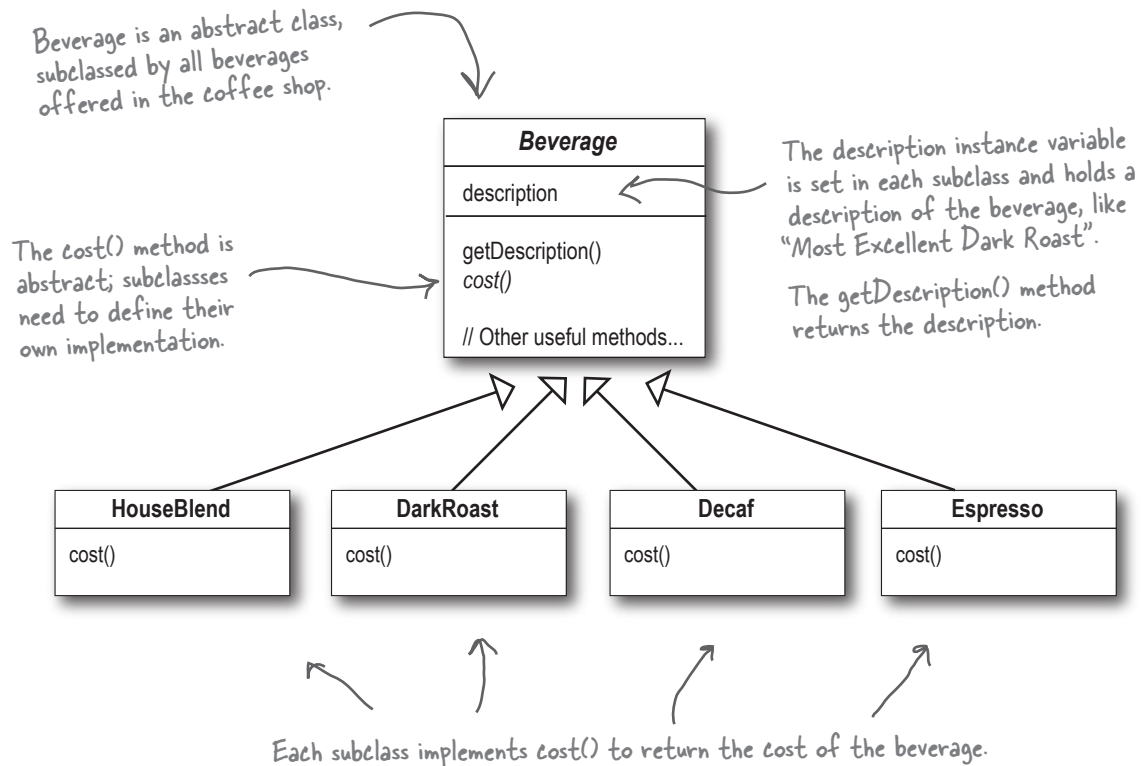 Beverage is an abstract class,
subclassed by all beverages
offered in the coffee shop.
Beverage
description
getDescription()
cost()
// Other useful methods...
The description instance variable
is set in each subclass and holds a
description of the beverage, like
“Most Excellent Dark Roast”.
The getDescription() method
returns the description.
The cost() method is
abstract; subclassses
need to define their
own implementation.
HouseBlend
cost()
DarkRoast
cost()
Decaf
cost()
Espresso
cost()
Each subclass implements cost() to return the cost of the beverage.